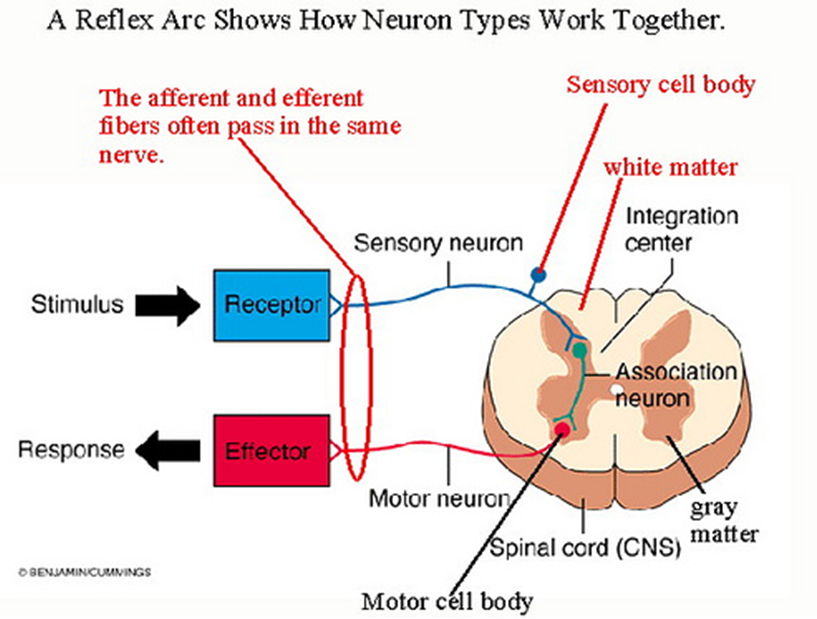 A Reflex Arc Shows How Neuron Types Work Together.
The afferent and efferent
fibers often pass in the same
nerve.
Sensory cell body
white matter
Integration
center
Sensory neuron
Stimulus
Receptor
Association
neuron
Response
Effector
Motor neuron
gray
matter
Spinal cord (CNS)
© BENJAMIN/CUMMINGS
Motor cell body